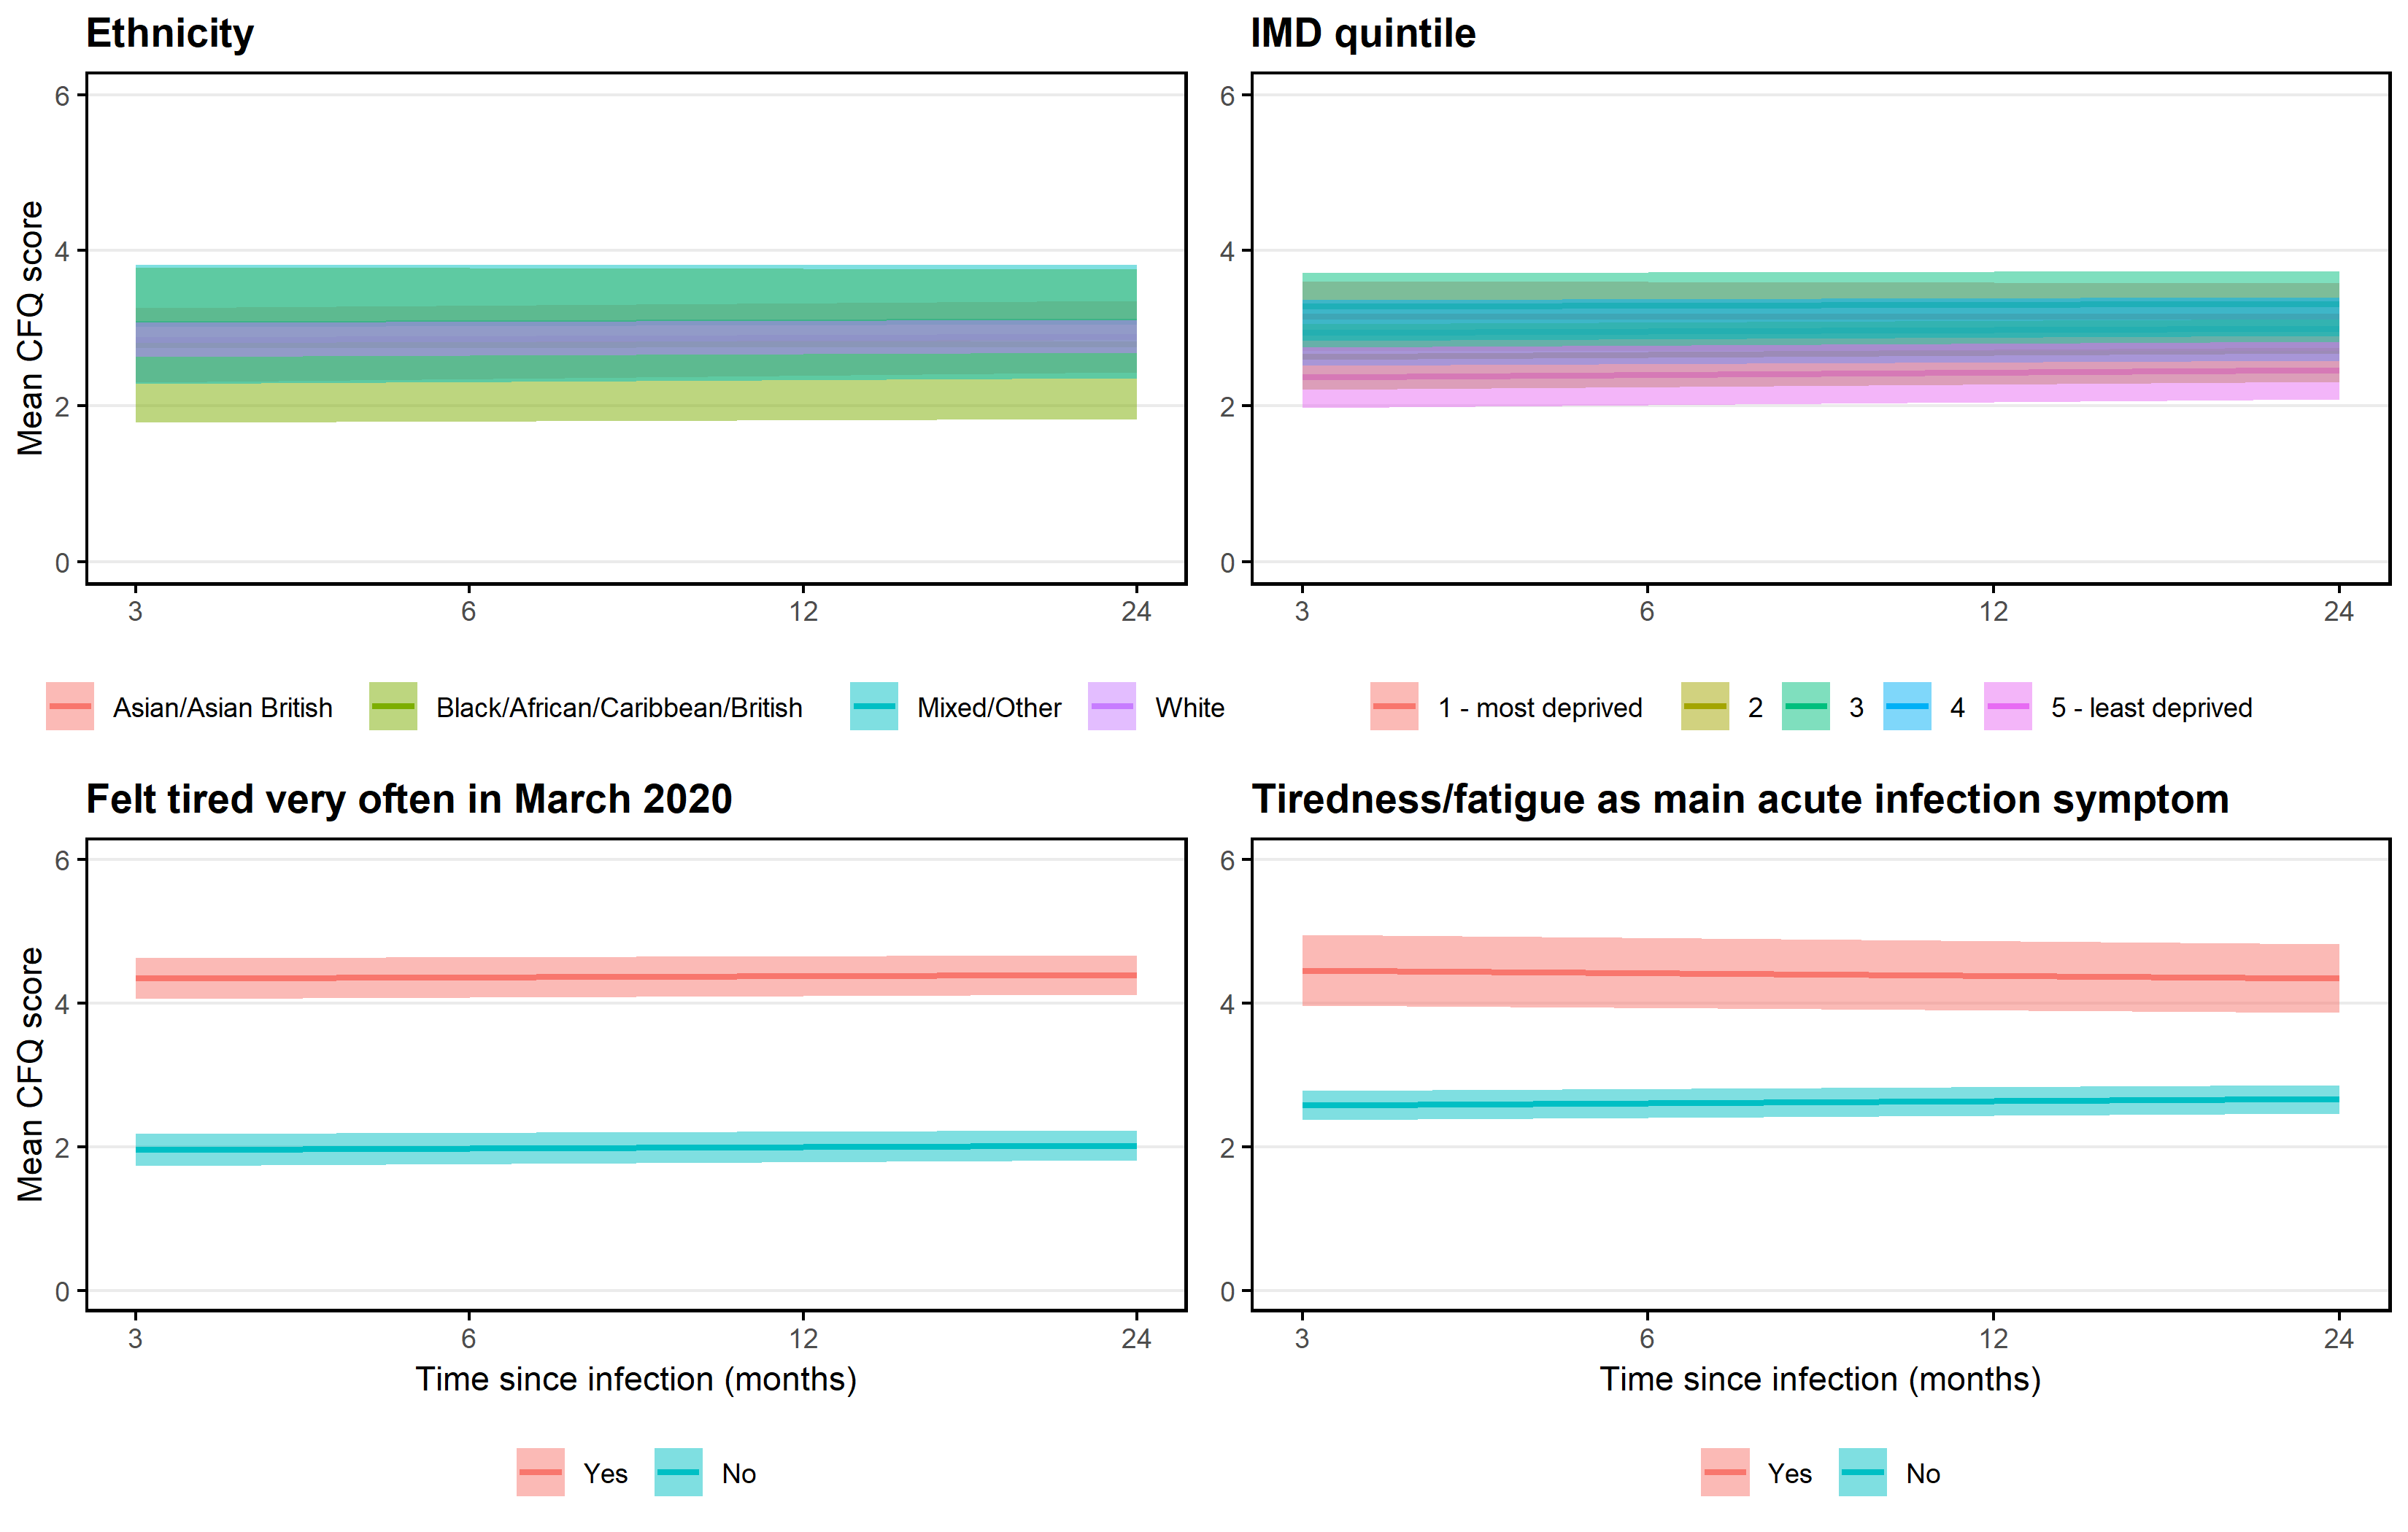 Ethnicity
IMD quintile
Mean CFQ score
6
4
2
0
3 6 12 24
6
4
2
0
3 6 12 24
Asian/Asian British Black/African/Caribbean/British Mixed/Other White
1 - most deprived 2 3 4 5 - least deprived
Felt tired very often in March 2020
Tiredness/fatigue as main acute infection symptom
Mean CFQ score
6
4
2
0
3 6 12 24
Time since infection (months)
Yes No
6
4
2
0
3 6 12 24
Time since infection (months)
Yes No